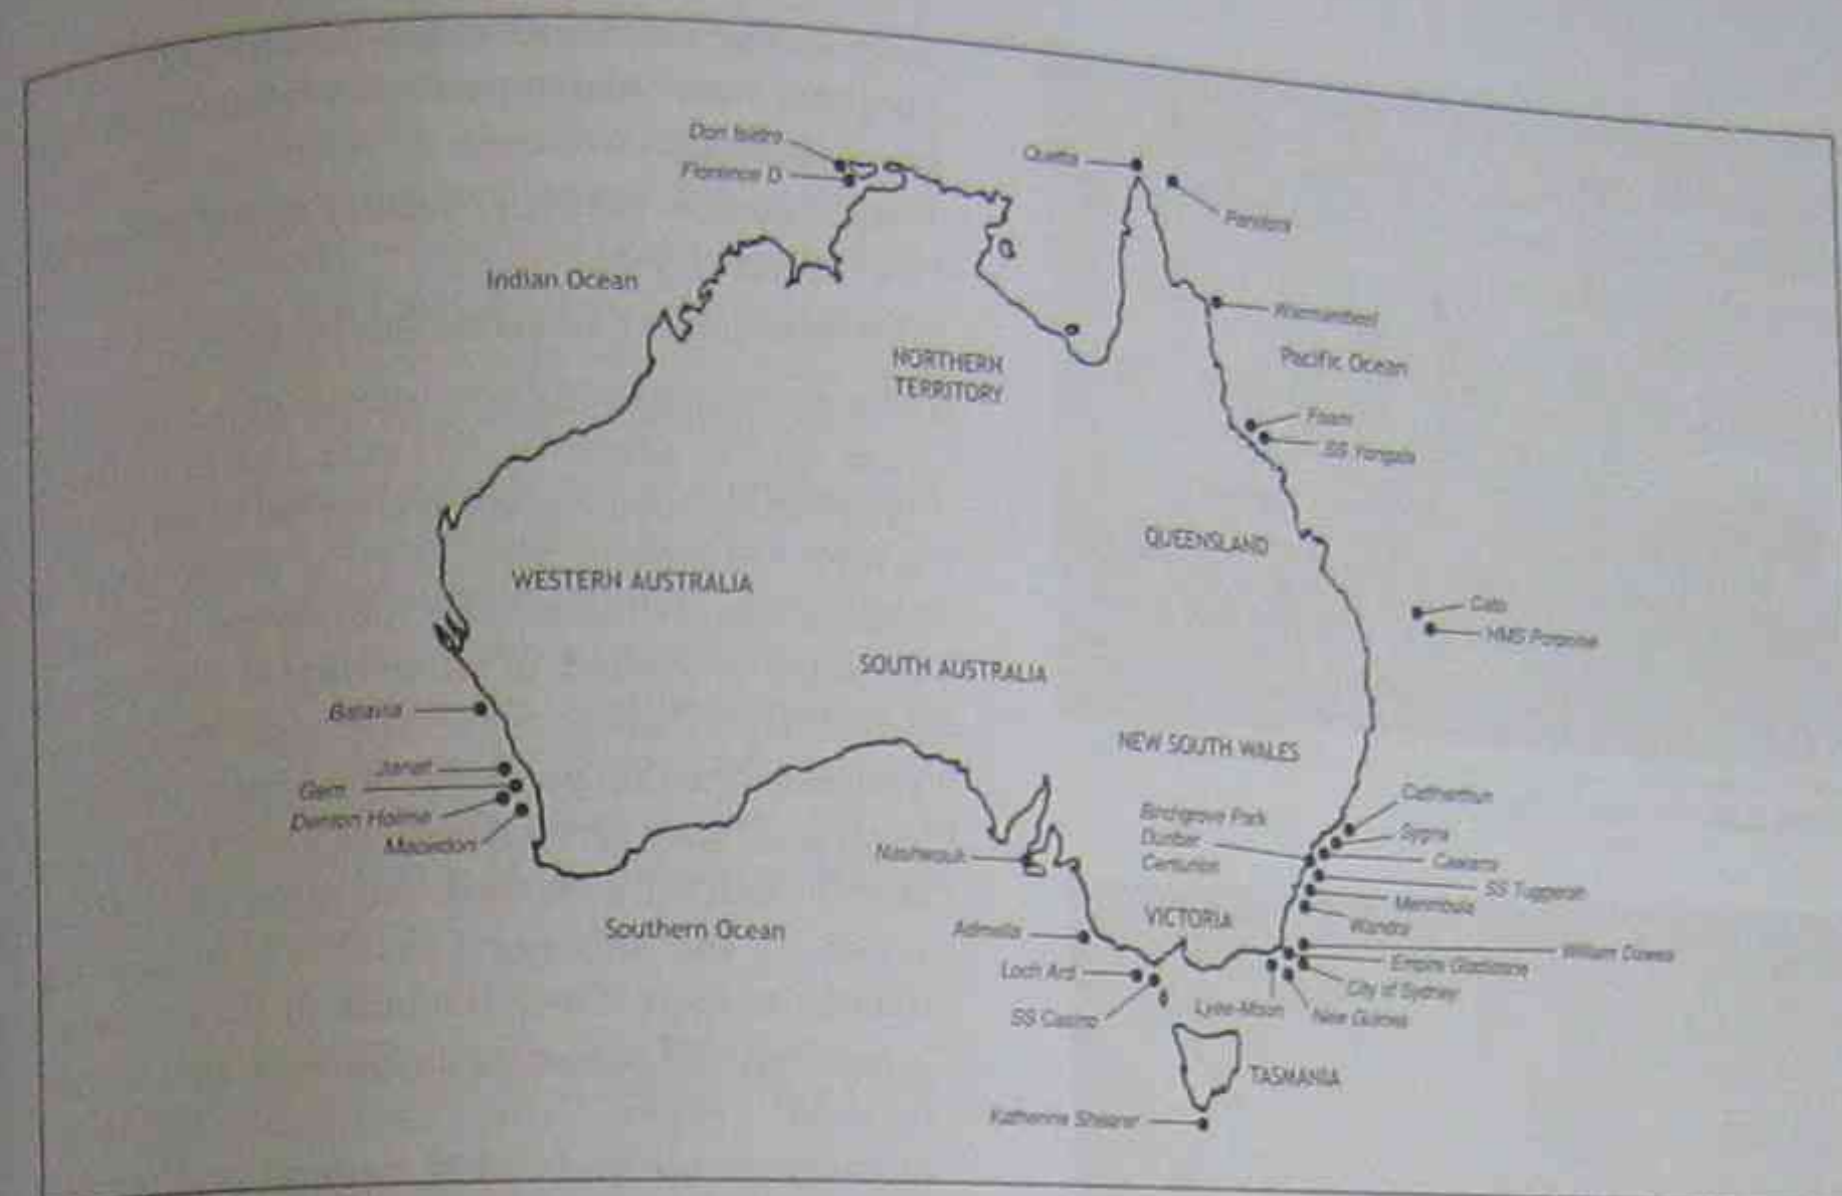 Don Isidro
Florence D
Quetta
Pandora
Indian Ocean
NORTHERN
TERRITORY
Pacific Ocean
Foam
SS Yongala
QUEENSLAND
WESTERN AUSTRALIA
Cato
HMS Porpoise
SOUTH AUSTRALIA
Batavia
NEW SOUTH WALES
Janet
Gem
Denton Holme
Macedon
Birchgrove Park
Dunbar
Centurion
Catherthun
Sygna
Cawarra
Nashwauk
SS Tuggerah
Merimbula
Wandra
VICTORIA
Southern Ocean
Admella
William Dawes
Empire Gladstone
City of Sydney
Loch Ard
SS Casino
Lyee-Moon
New Guinea
TASMANIA
Katherine Shearer